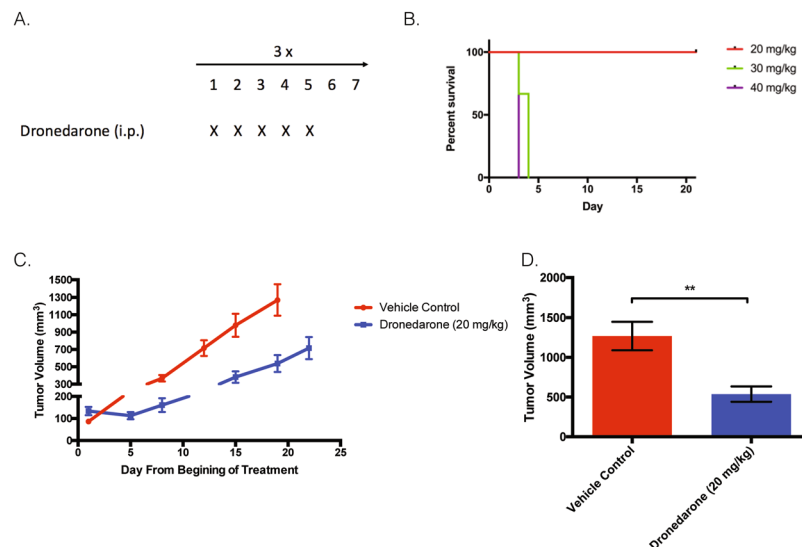 A.
3 x
1 2 3 4 5 6 7
Dronedarone (i.p.) X X X X X
B.
Percent survival
100
50
0
0 5 10 15 20
Day
20 mg/kg
30 mg/kg
40 mg/kg
C.
Tumor Volume (mm³)
1500
1300
1100
900
700
500
300
200
100
0
0 5 10 15 20 25
Day From Begining of Treatment
Vehicle Control
Dronedarone (20 mg/kg)
D.
Tumor Volume (mm³)
2000
1500
1000
500
0
**
Vehicle Control
Dronedarone (20 mg/kg)